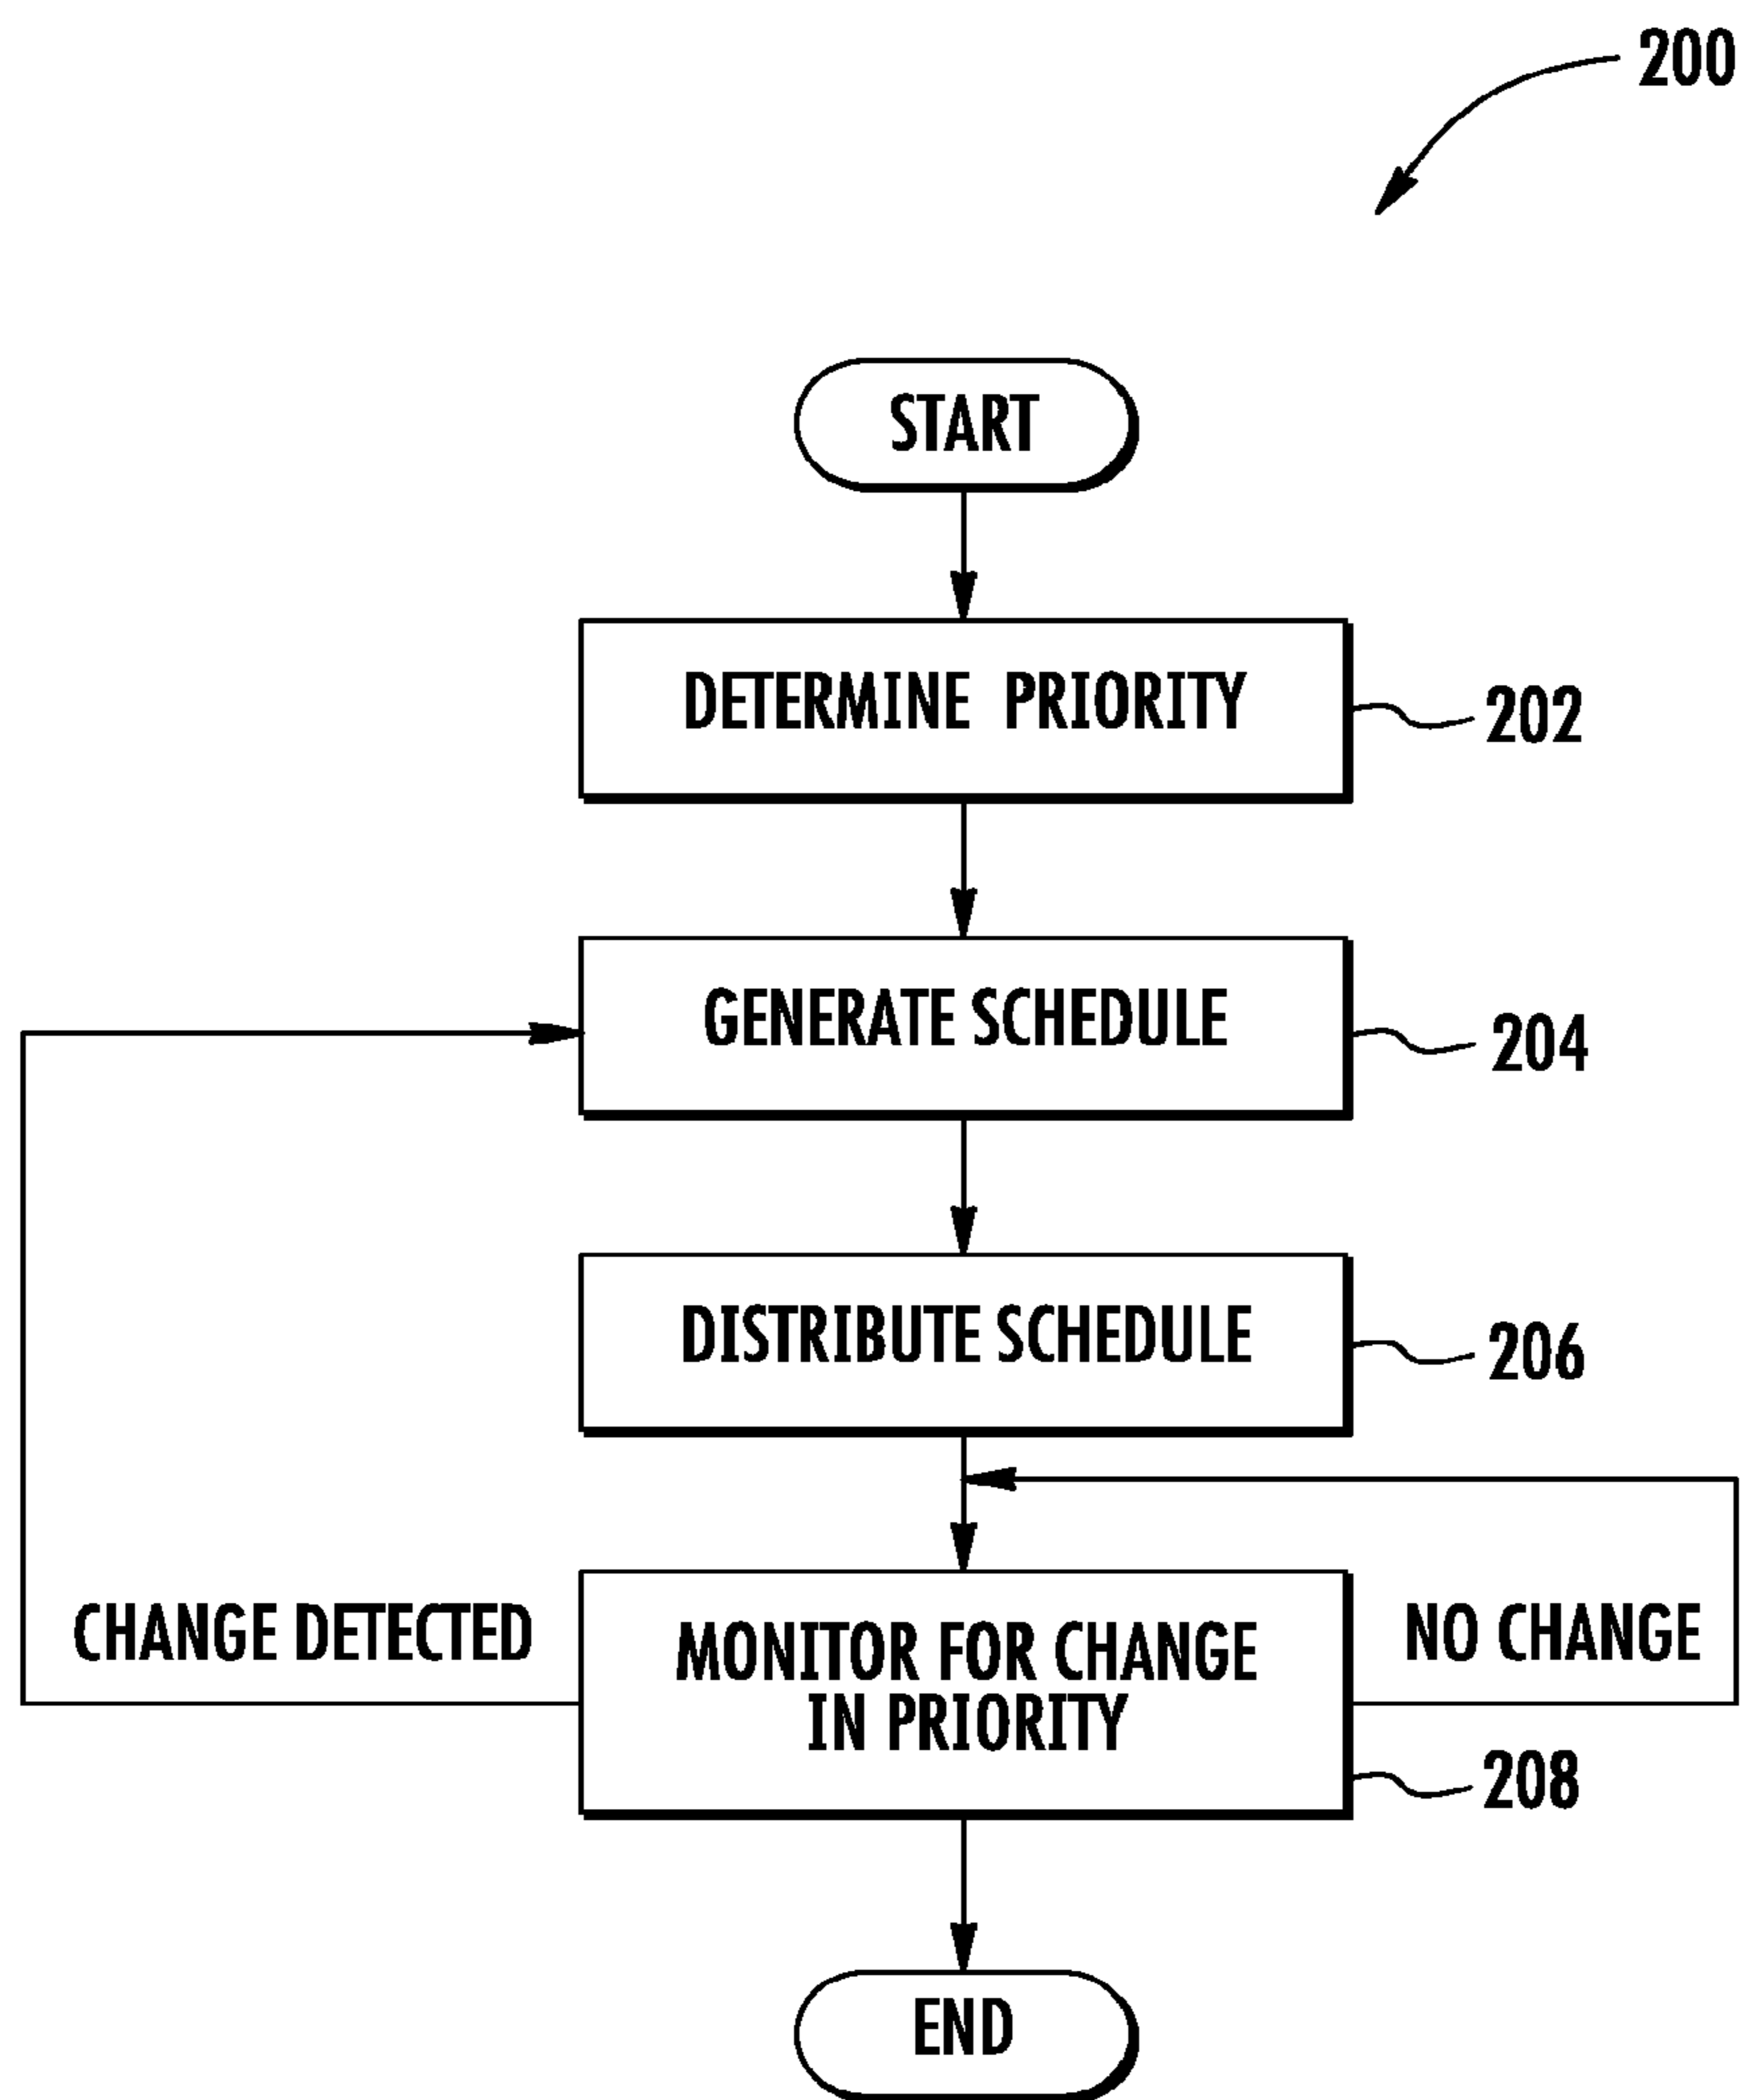 200
START
DETERMINE PRIORITY
202
GENERATE SCHEDULE
204
DISTRIBUTE SCHEDULE
206
CHANGE DETECTED
MONITOR FOR CHANGE
IN PRIORITY
NO CHANGE
208
END